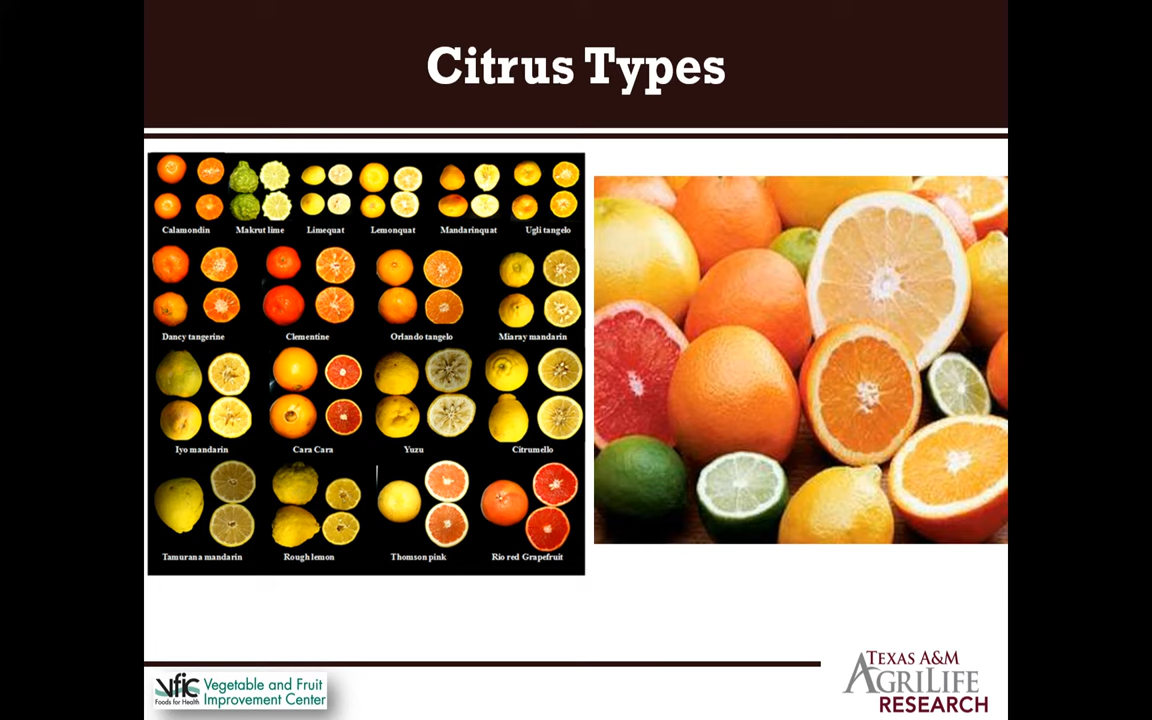 Citrus Types
Calamondin Makrut lime Limequat Lemonquat Mandarinquat Ugli tangelo
Dancy tangerine Clementine Orlando tangelo Miaray mandarin
Iyo mandarin Cara Cara Yuzu Citrumello
Tamurana mandarin Rough lemon Thomson pink Rio red Grapefruit
vfic
Foods for Health
Vegetable and Fruit
Improvement Center
TEXAS A&M
AGRILIFE
RESEARCH